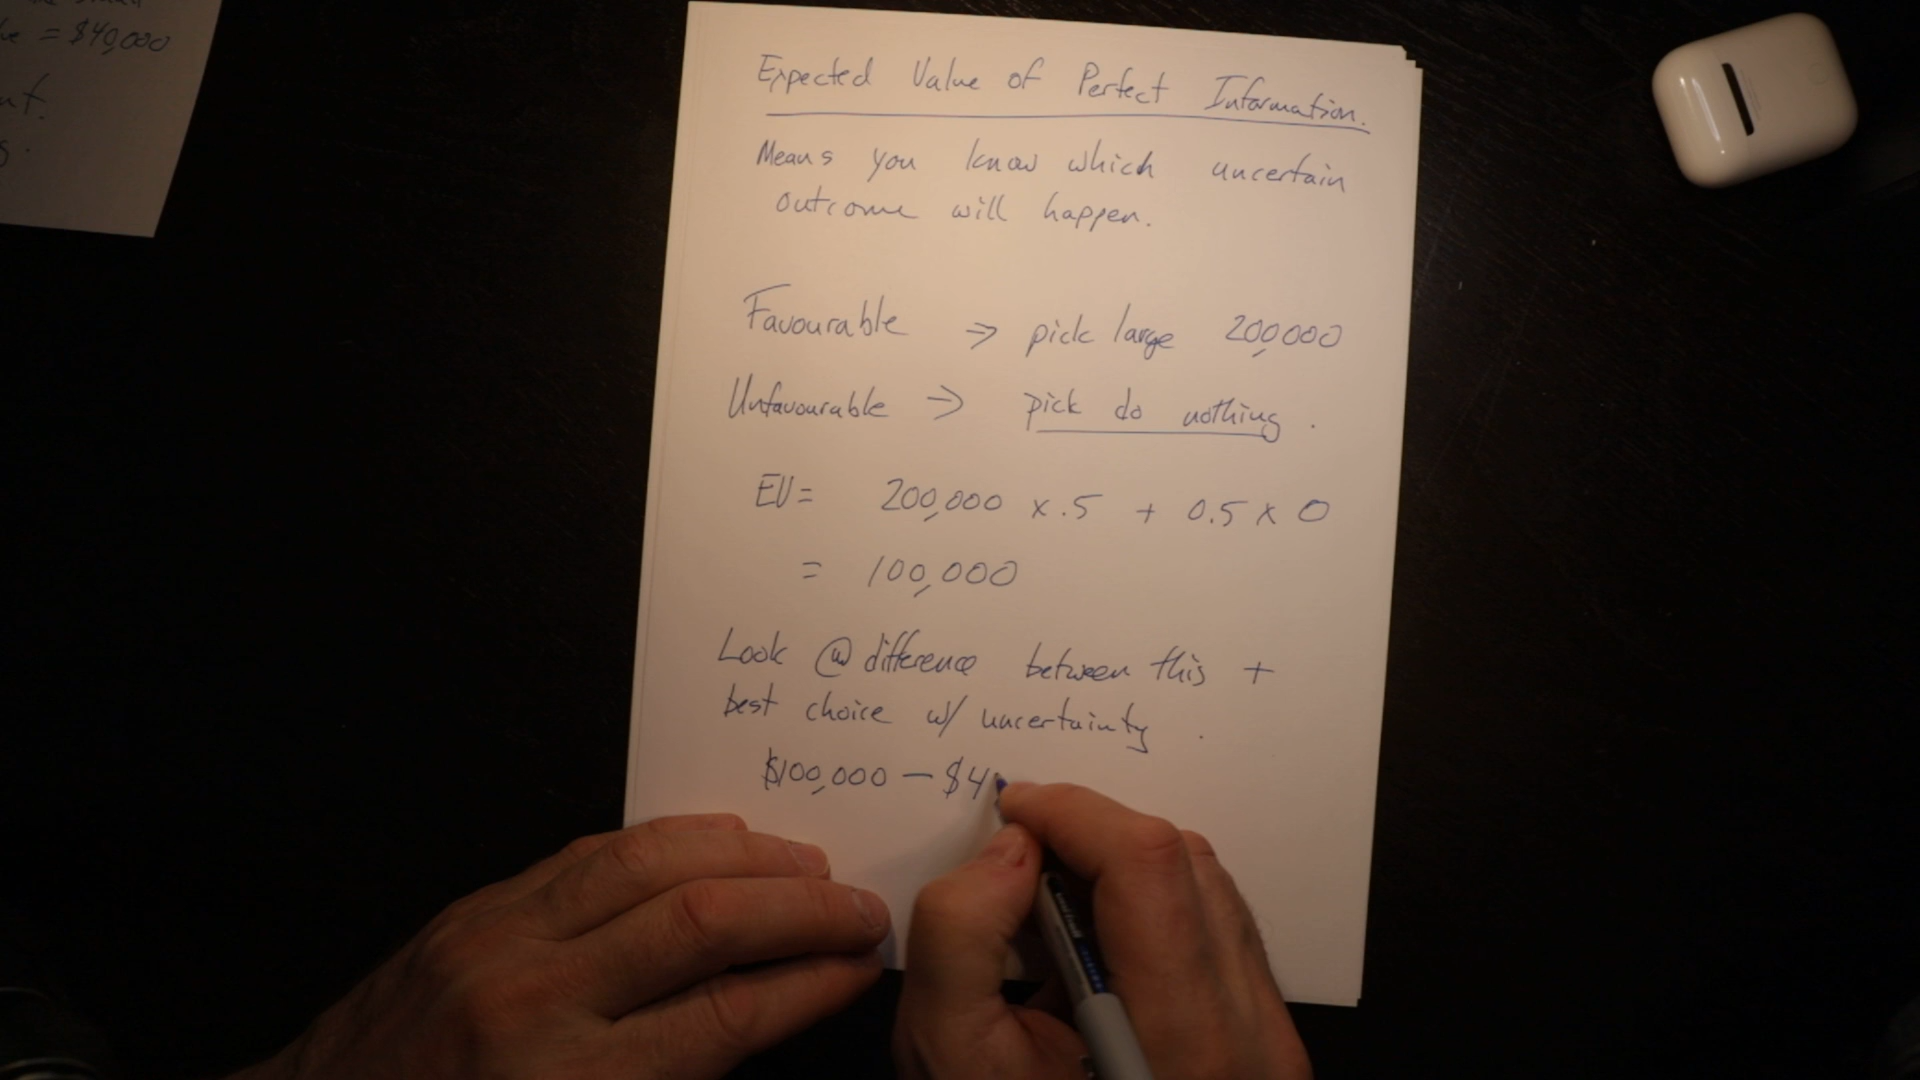 = $40,000
Expected Value of Perfect Information.
Means you know which uncertain
outcome will happen.
Favourable ⇒ pick large 200,000
Unfavourable ⇒ pick do nothing.
EV = 200,000 x .5 + 0.5 x 0
= 100,000
Look @ difference between this +
best choice w/ uncertainty.
$100,000 - $4